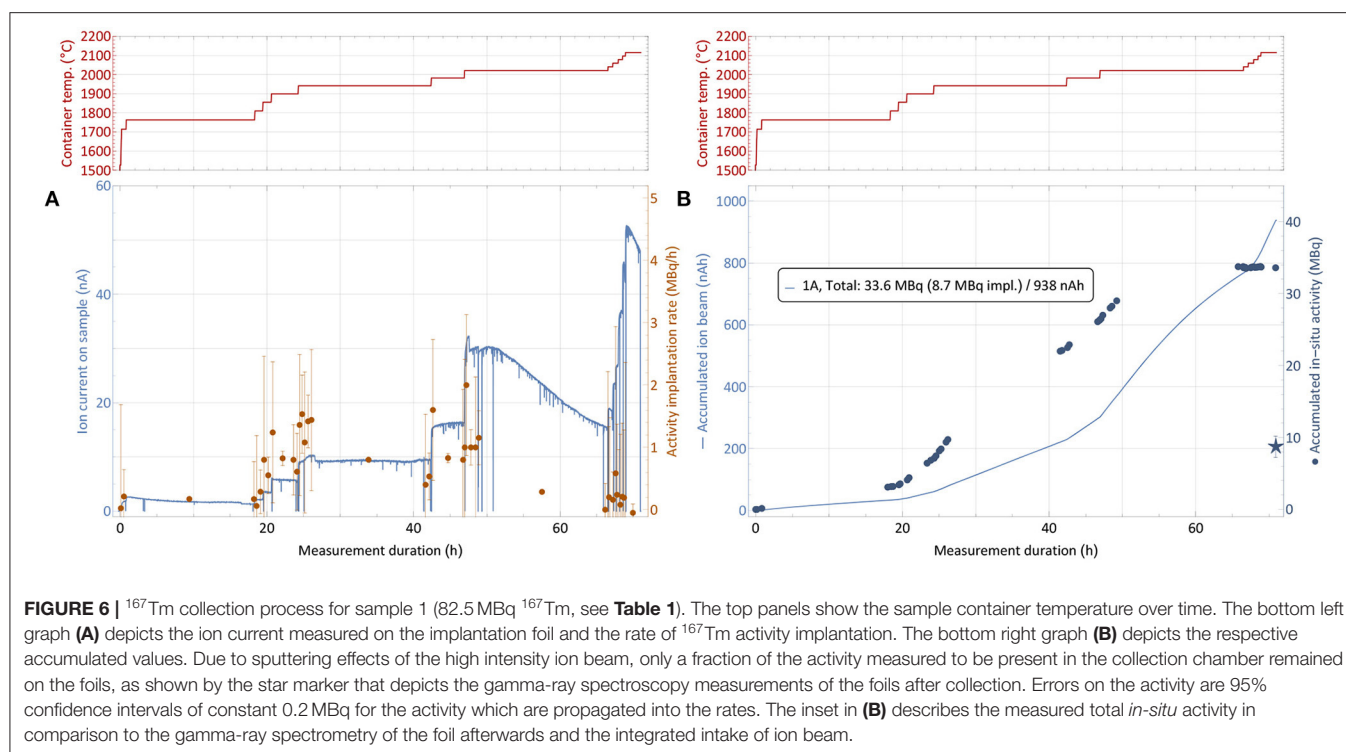 2200
2100
2000
1900
1800
1700
1600
1500
Container temp. (°C)
2200
2100
2000
1900
1800
1700
1600
1500
Container temp. (°C)
A
60
40
20
0
Ion current on sample (nA)
5
4
3
2
1
0
Activity implantation rate (MBq/h)
0 20 40 60
Measurement duration (h)
B
1000
800
600
400
200
0
— Accumulated ion beam (nAh)
40
30
20
10
0
● Accumulated in-situ activity (MBq)
— 1A, Total: 33.6 MBq (8.7 MBq impl.) / 938 nAh
0 20 40 60
Measurement duration (h)
FIGURE 6 | ¹⁶⁷Tm collection process for sample 1 (82.5 MBq ¹⁶⁷Tm, see Table 1). The top panels show the sample container temperature over time. The bottom left
graph (A) depicts the ion current measured on the implantation foil and the rate of ¹⁶⁷Tm activity implantation. The bottom right graph (B) depicts the respective
accumulated values. Due to sputtering effects of the high intensity ion beam, only a fraction of the activity measured to be present in the collection chamber remained
on the foils, as shown by the star marker that depicts the gamma-ray spectroscopy measurements of the foils after collection. Errors on the activity are 95%
confidence intervals of constant 0.2 MBq for the activity which are propagated into the rates. The inset in (B) describes the measured total in-situ activity in
comparison to the gamma-ray spectrometry of the foil afterwards and the integrated intake of ion beam.